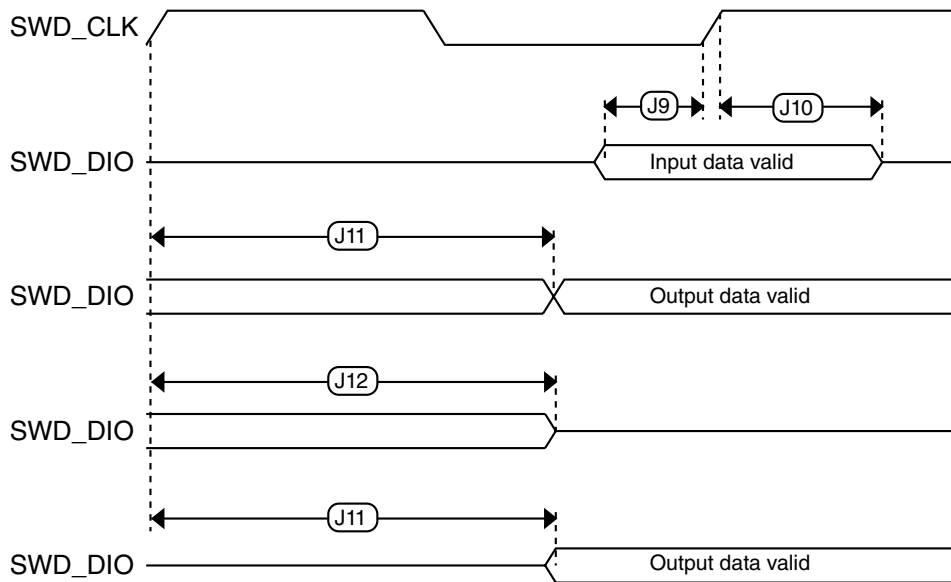 SWD_CLK
J9
J10
SWD_DIO
Input data valid
J11
SWD_DIO
Output data valid
J12
SWD_DIO
J11
SWD_DIO
Output data valid